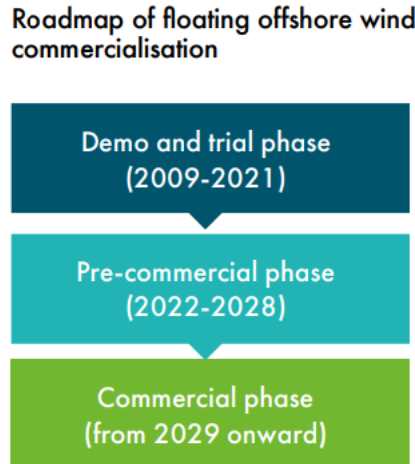 Roadmap of floating offshore wind
commercialisation
Demo and trial phase
(2009-2021)
Pre-commercial phase
(2022-2028)
Commercial phase
(from 2029 onward)